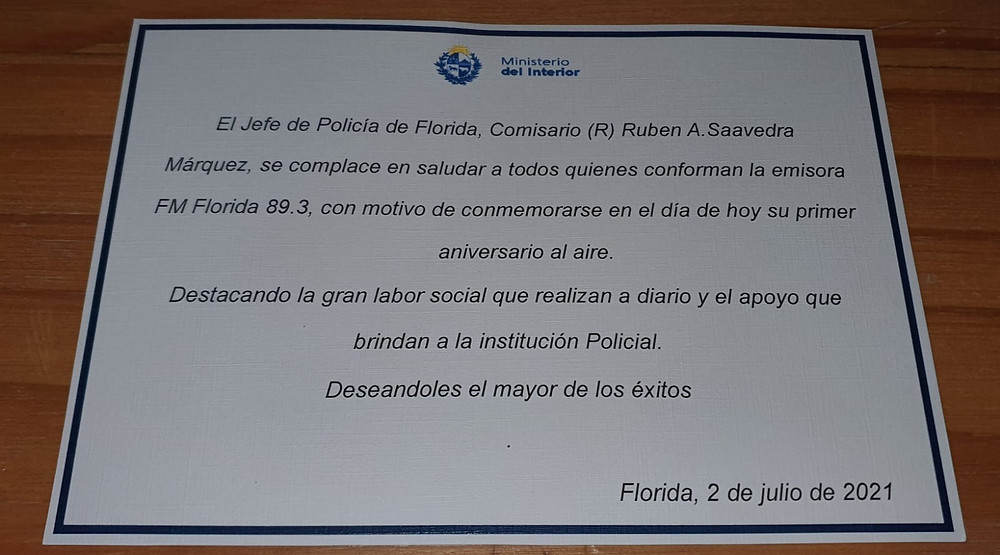 Ministerio
del Interior
El Jefe de Policía de Florida, Comisario (R) Ruben A.Saavedra
Márquez, se complace en saludar a todos quienes conforman la emisora
FM Florida 89.3, con motivo de conmemorarse en el día de hoy su primer
aniversario al aire.
Destacando la gran labor social que realizan a diario y el apoyo que
brindan a la institución Policial.
Deseandoles el mayor de los éxitos
.
Florida, 2 de julio de 2021